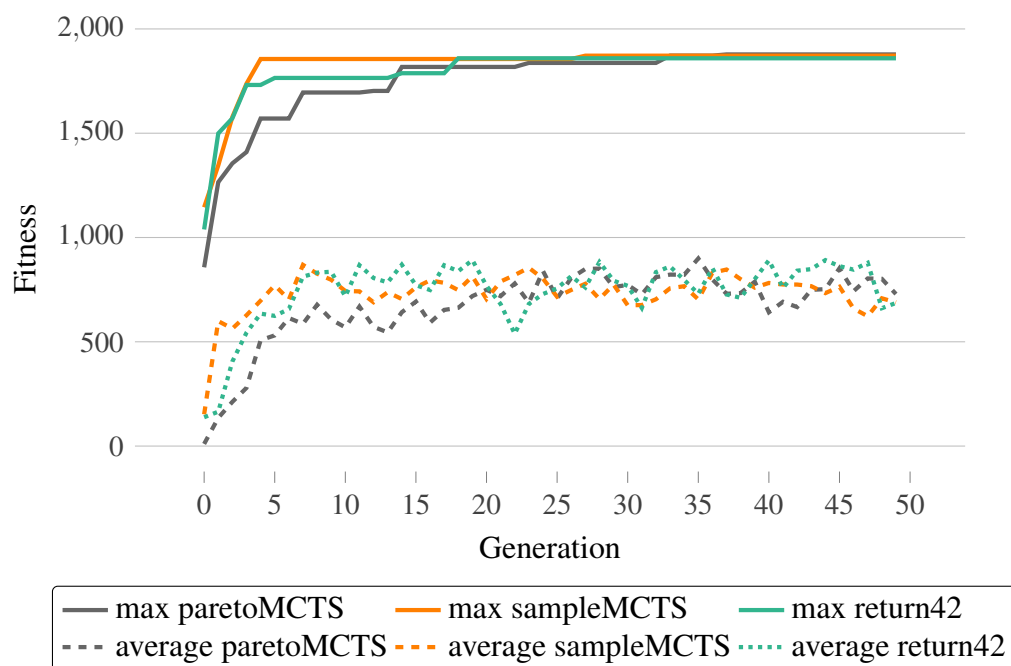 2,000
1,500
1,000
500
0
Fitness
0 5 10 15 20 25 30 35 40 45 50
Generation
max paretoMCTS max sampleMCTS max return42
average paretoMCTS average sampleMCTS average return42